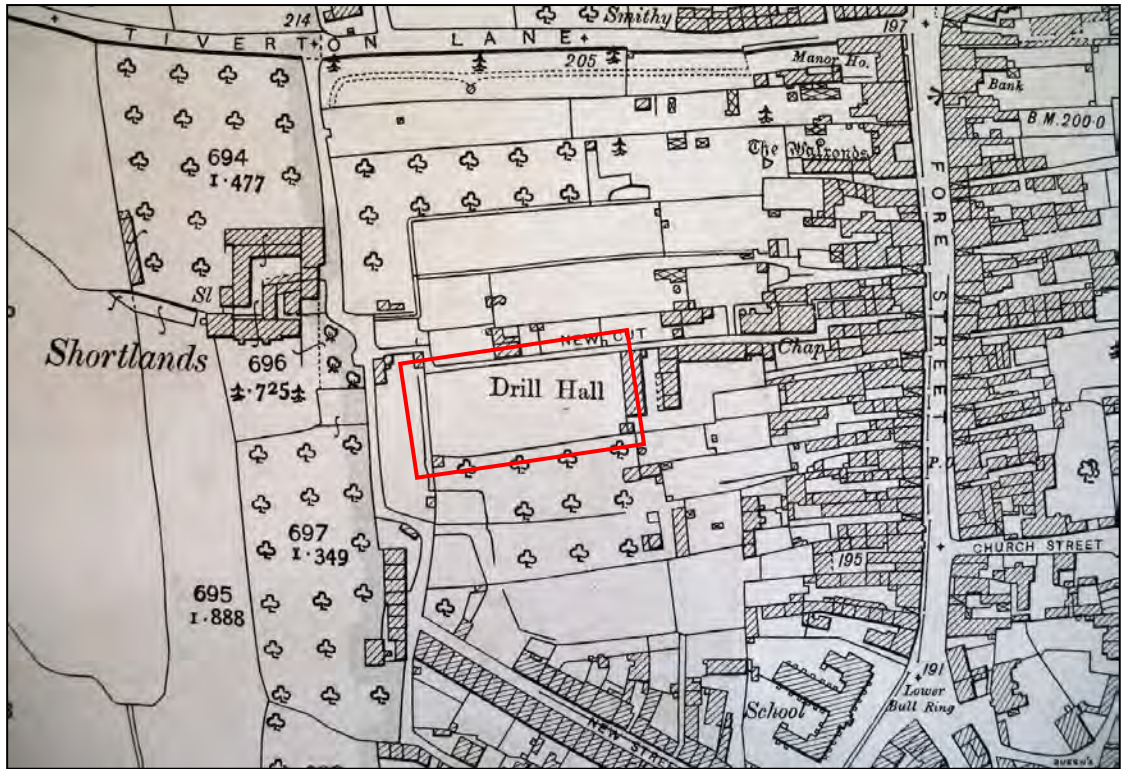 214
Smithy
197
TIVERTON LANE
205
Manor Ho.
Bank
B.M. 200.0
694
1.477
The Walronds
FORE STREET
Sl
Shortlands
696
.725
NEW CUT
Chap
Drill Hall
P.
697
1.349
195
CHURCH STREET
695
1.888
191
Lower
Bull Ring
School
NEW STREET
QUEEN'S